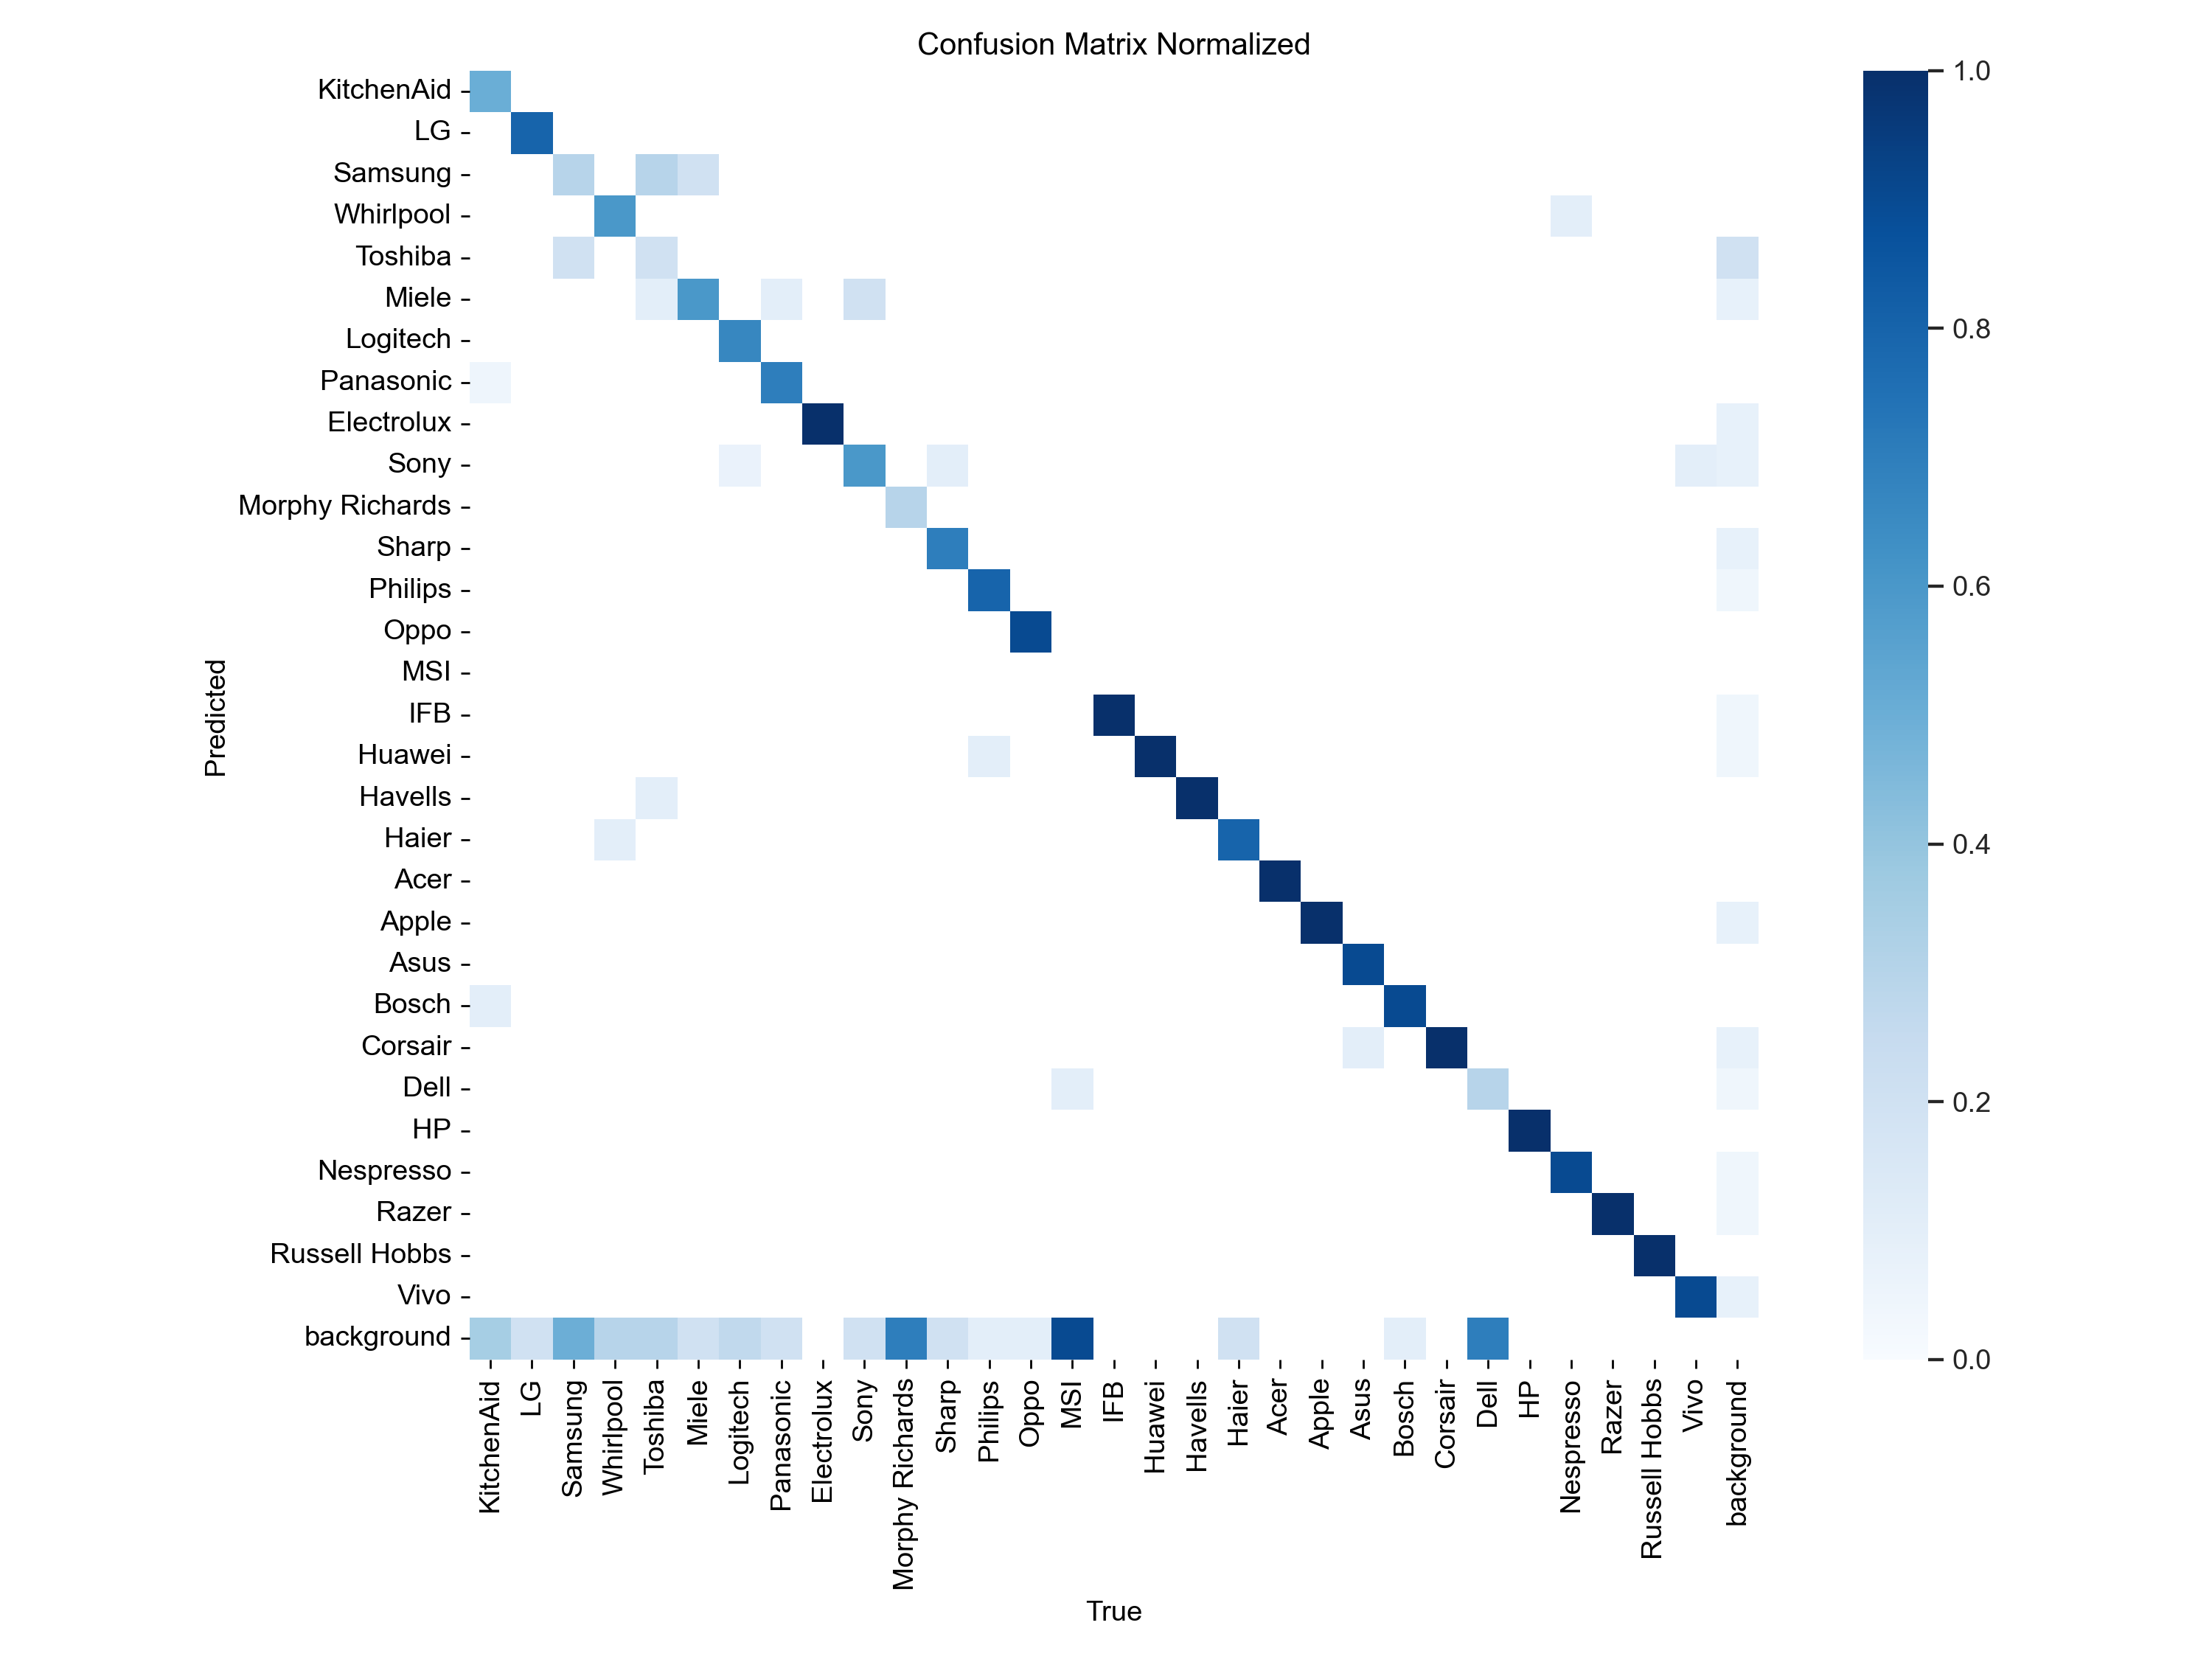 Confusion Matrix Normalized
KitchenAid
LG
Samsung
Whirlpool
Toshiba
Miele
Logitech
Panasonic
Electrolux
Sony
Morphy Richards
Sharp
Philips
Oppo
MSI
IFB
Huawei
Havells
Haier
Acer
Apple
Asus
Bosch
Corsair
Dell
HP
Nespresso
Razer
Russell Hobbs
Vivo
background
Predicted
KitchenAid
LG
Samsung
Whirlpool
Toshiba
Miele
Logitech
Panasonic
Electrolux
Sony
Morphy Richards
Sharp
Philips
Oppo
MSI
IFB
Huawei
Havells
Haier
Acer
Apple
Asus
Bosch
Corsair
Dell
HP
Nespresso
Razer
Russell Hobbs
Vivo
background
True
1.0
0.8
0.6
0.4
0.2
0.0